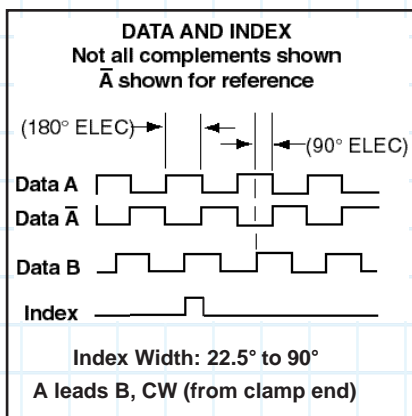 DATA AND INDEX
Not all complements shown
A̅ shown for reference
(180° ELEC)
(90° ELEC)
Data A
Data A̅
Data B
Index
Index Width: 22.5° to 90°
A leads B, CW (from clamp end)